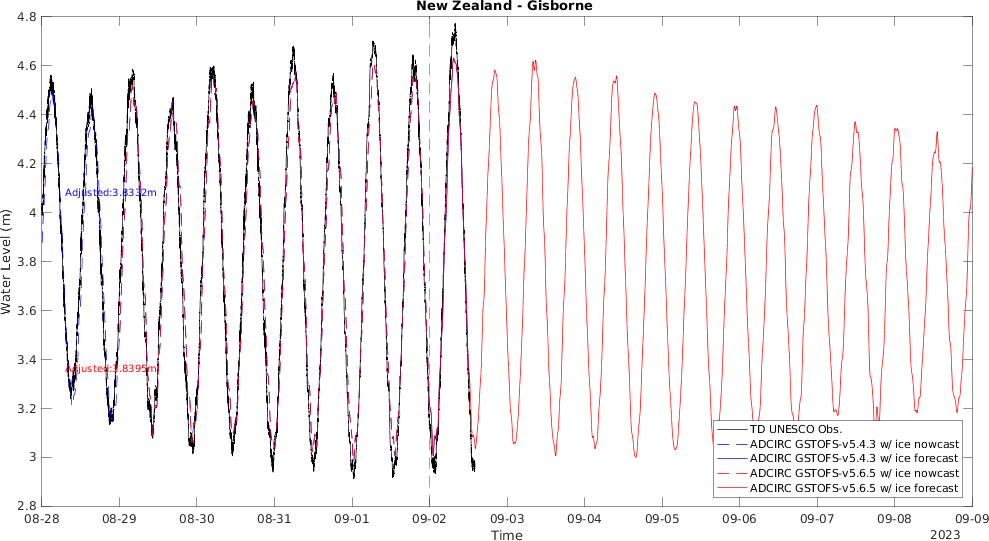 New Zealand - Gisborne
4.8
4.6
4.4
4.2
4
3.8
3.6
3.4
3.2
3
2.8
Water Level (m)
Adjusted:3.8332m
Adjusted:3.8395m
TD UNESCO Obs.
ADCIRC GSTOFS-v5.4.3 w/ ice nowcast
ADCIRC GSTOFS-v5.4.3 w/ ice forecast
ADCIRC GSTOFS-v5.6.5 w/ ice nowcast
ADCIRC GSTOFS-v5.6.5 w/ ice forecast
08-28 08-29 08-30 08-31 09-01 09-02 09-03 09-04 09-05 09-06 09-07 09-08 09-09
Time
2023